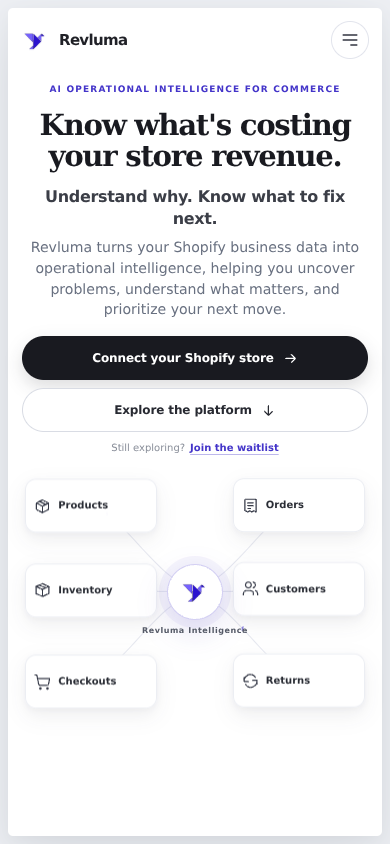 Revluma
AI OPERATIONAL INTELLIGENCE FOR COMMERCE
Know what's costing
your store revenue.
Understand why. Know what to fix
next.
Revluma turns your Shopify business data into
operational intelligence, helping you uncover
problems, understand what matters, and
prioritize your next move.
Connect your Shopify store →
Explore the platform ↓
Still exploring? Join the waitlist
Products
Orders
Inventory
Customers
Revluma Intelligence
Checkouts
Returns